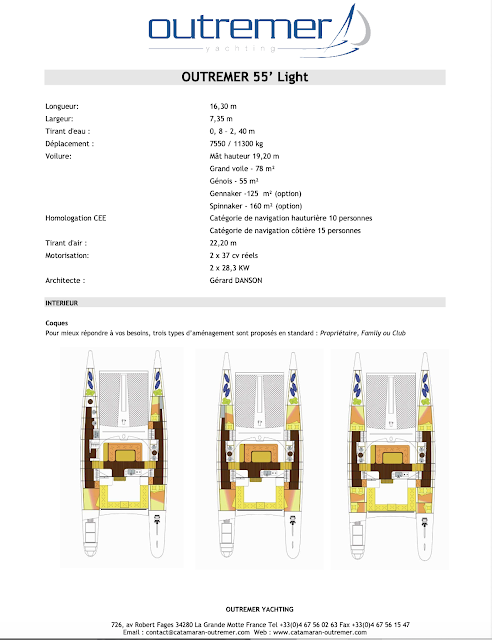 outremer
yachting
OUTREMER 55’ Light
Longueur: 16,30 m
Largeur: 7,35 m
Tirant d'eau : 0, 8 – 2, 40 m
Déplacement : 7550 / 11300 kg
Voilure: Mât hauteur 19,20 m
Grand voile - 78 m²
Génois - 55 m²
Gennaker -125 m² (option)
Spinnaker - 160 m² (option)
Homologation CEE Catégorie de navigation hauturière 10 personnes
Catégorie de navigation côtière 15 personnes
Tirant d'air : 22,20 m
Motorisation: 2 x 37 cv réels
2 x 28,3 KW
Architecte : Gérard DANSON
INTERIEUR
Coques
Pour mieux répondre à vos besoins, trois types d’aménagement sont proposés en standard : Propriétaire, Family ou Club
OUTREMER YACHTING
726, av Robert Fages 34280 La Grande Motte France Tel +33(0)4 67 56 02 63 Fax +33(0)4 67 56 15 47
Email : contact@catamaran-outremer.com Web : www.catamaran-outremer.com